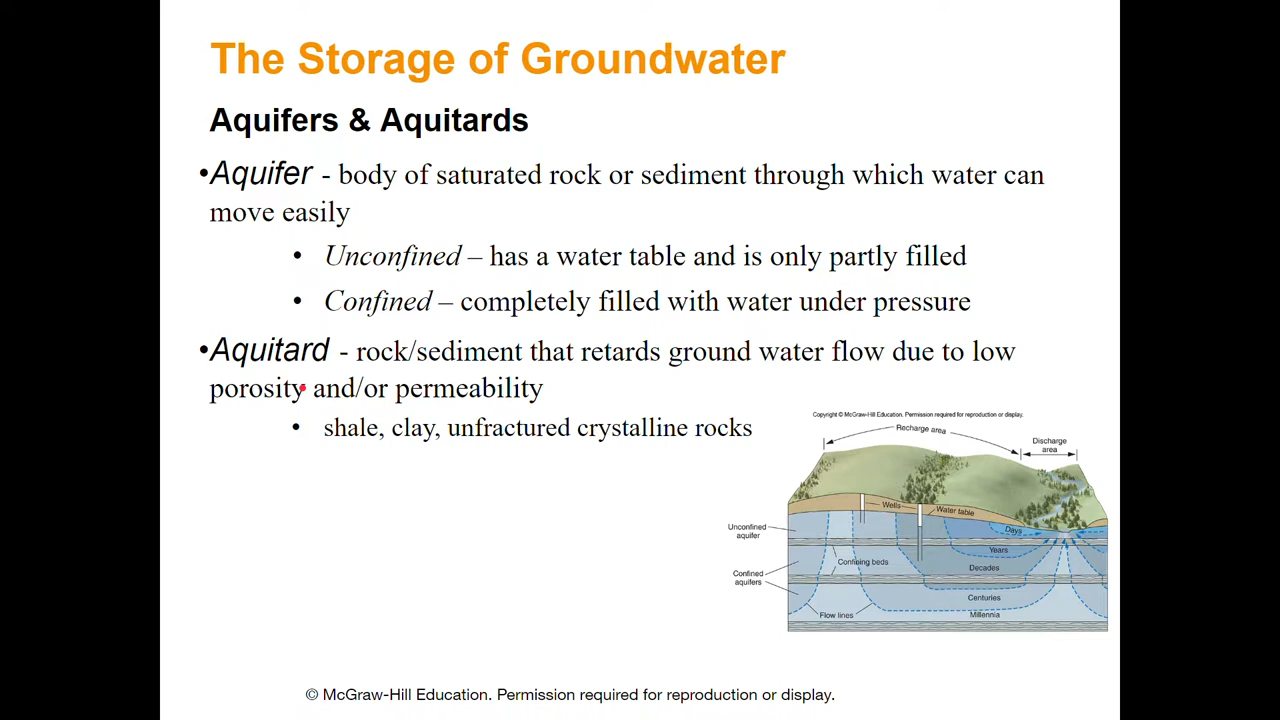 The Storage of Groundwater
Aquifers & Aquitards
•Aquifer - body of saturated rock or sediment through which water can
move easily
• Unconfined – has a water table and is only partly filled
• Confined – completely filled with water under pressure
•Aquitard - rock/sediment that retards ground water flow due to low
porosity and/or permeability
• shale, clay, unfractured crystalline rocks
Copyright © McGraw-Hill Education. Permission required for reproduction or display.
Recharge area
Discharge
area
Wells
Water table
Unconfined
aquifer
Days
Years
Confining beds
Decades
Confined
aquifers
Centuries
Flow lines
Millennia
© McGraw-Hill Education. Permission required for reproduction or display.